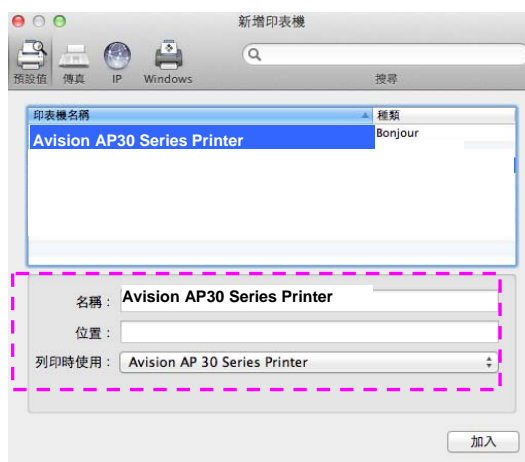 新增印表機
預設值 傳真 IP Windows 搜尋
印表機名稱 種類
Avision AP30 Series Printer Bonjour
名稱： Avision AP30 Series Printer
位置：
列印時使用： Avision AP 30 Series Printer
加入